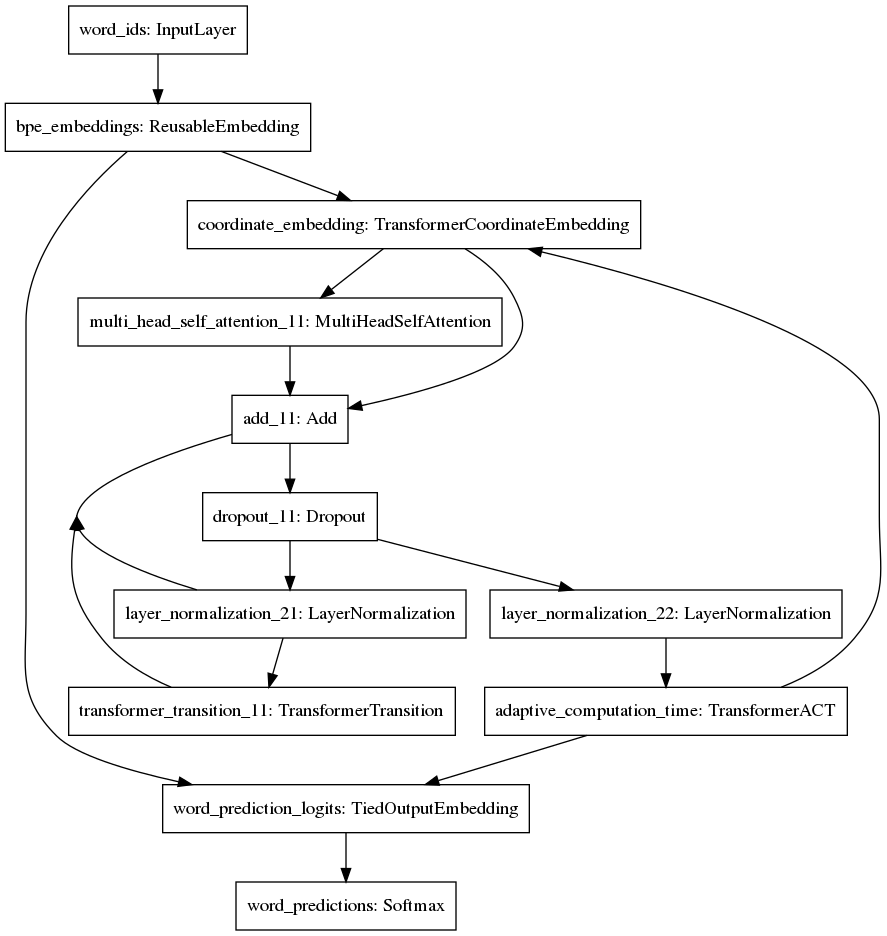 word_ids: InputLayer
bpe_embeddings: ReusableEmbedding
coordinate_embedding: TransformerCoordinateEmbedding
multi_head_self_attention_11: MultiHeadSelfAttention
add_11: Add
dropout_11: Dropout
layer_normalization_21: LayerNormalization
layer_normalization_22: LayerNormalization
transformer_transition_11: TransformerTransition
adaptive_computation_time: TransformerACT
word_prediction_logits: TiedOutputEmbedding
word_predictions: Softmax